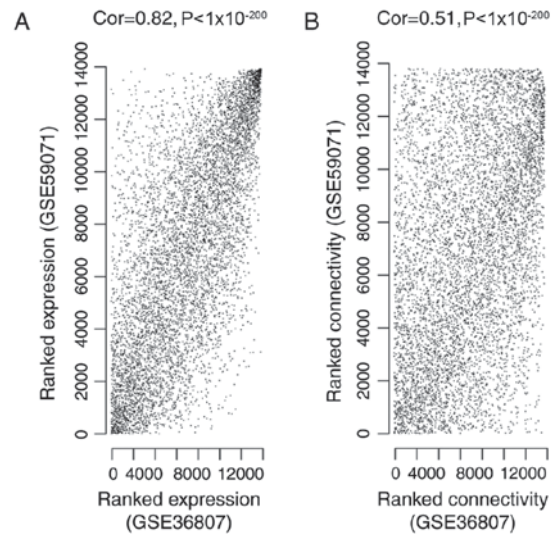 A Cor=0.82, P<1x10-200
Ranked expression (GSE59071)
14000
12000
10000
8000
6000
4000
2000
0
0 4000 8000 12000
Ranked expression
(GSE36807)
B Cor=0.51,P<1x10-200
Ranked connectivity (GSE59071)
14000
12000
10000
8000
6000
4000
2000
0
0 4000 8000 12000
Ranked connectivity
(GSE36807)